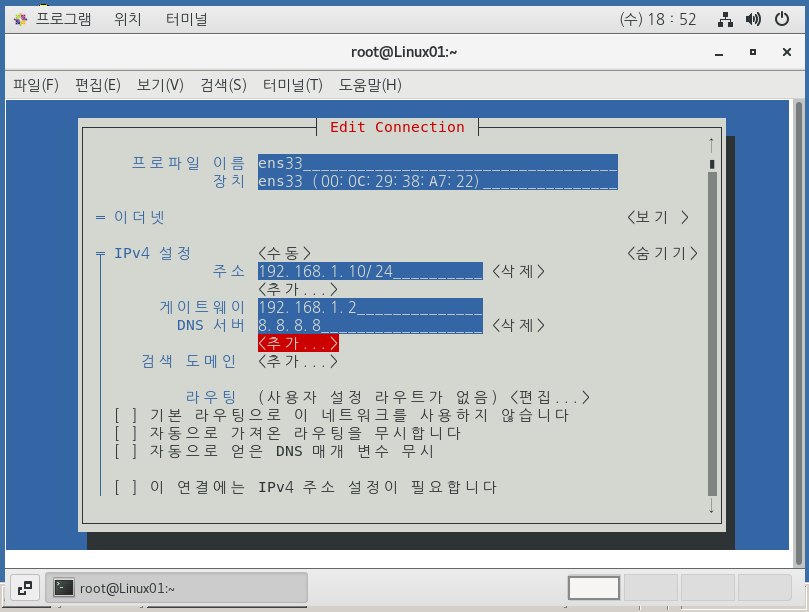 프로그램 위치 터미널 (수) 18 : 52
root@Linux01:~
파일(F) 편집(E) 보기(V) 검색(S) 터미널(T) 도움말(H)
Edit Connection
프로파일 이름 ens33___________________________________
장치 ens33 (00:0C:29:38:A7:22)_______________
= 이더넷 <보기 >
= IPv4 설정 <수동> <숨기기>
주소 192.168.1.10/24__________ <삭제>
<추가...>
게이트웨이 192.168.1.2______________
DNS 서버 8.8.8.8__________________ <삭제>
<추가...>
검색 도메인 <추가...>
라우팅 (사용자 설정 라우트가 없음) <편집...>
[ ] 기본 라우팅으로 이 네트워크를 사용하지 않습니다
[ ] 자동으로 가져온 라우팅을 무시합니다
[ ] 자동으로 얻은 DNS 매개 변수 무시
[ ] 이 연결에는 IPv4 주소 설정이 필요합니다
root@Linux01:~